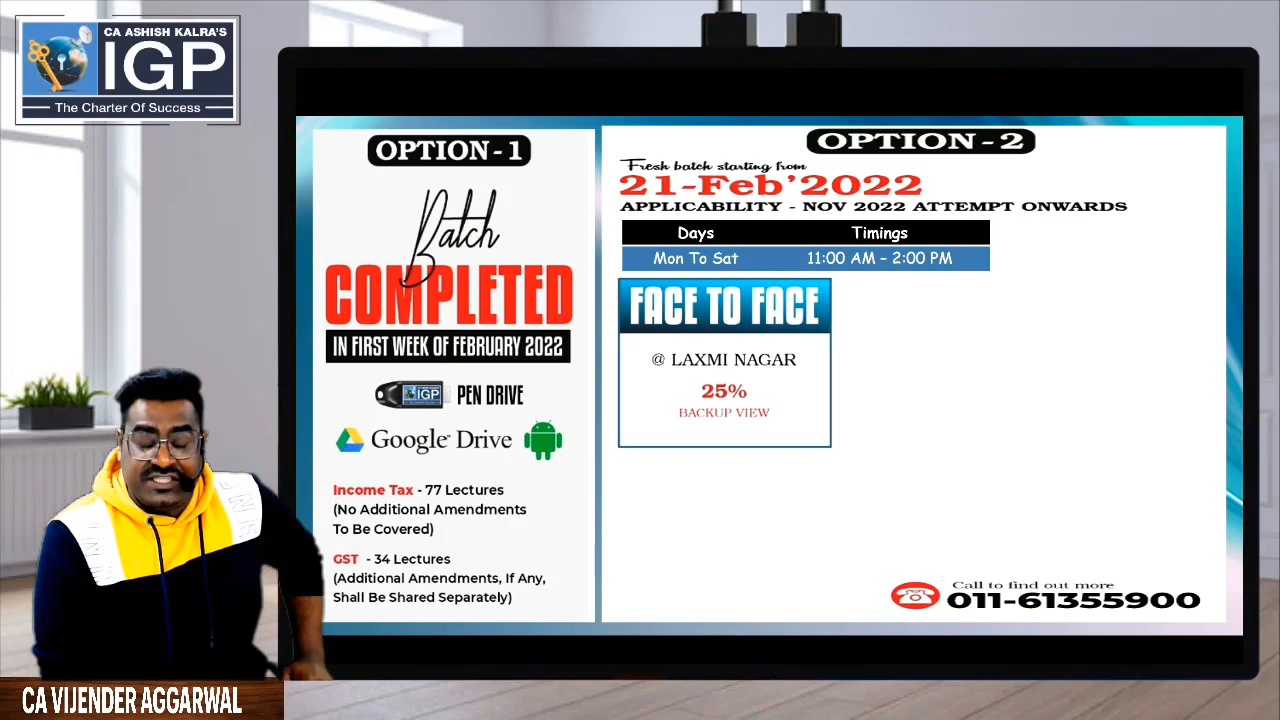 CA ASHISH KALRA'S
IGP
The Charter Of Success
OPTION - 1
Batch
COMPLETED
IN FIRST WEEK OF FEBRUARY 2022
IGP
PEN DRIVE
Google Drive
Income Tax - 77 Lectures
(No Additional Amendments
To Be Covered)
GST - 34 Lectures
(Additional Amendments, If Any,
Shall Be Shared Separately)
OPTION - 2
Fresh batch starting from
21-Feb'2022
APPLICABILITY - NOV 2022 ATTEMPT ONWARDS
Days Timings
Mon To Sat 11:00 AM – 2:00 PM
FACE TO FACE
@ LAXMI NAGAR
25%
BACKUP VIEW
Call to find out more
011-61355900
CA VIJENDER AGGARWAL